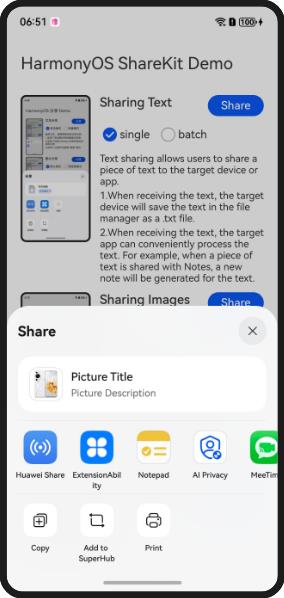 06:51
100
HarmonyOS ShareKit Demo
Sharing Text
Share
single
batch
Text sharing allows users to share a
piece of text to the target device or
app.
1.When receiving the text, the target
device will save the text in the file
manager as a .txt file.
2.When receiving the text, the target
app can conveniently process the
text. For example, when a piece of
text is shared with Notes, a new
note will be generated for the text.
Sharing Images
Share
Share
Picture Title
Picture Description
Huawei Share
ExtensionAbil
ity
Notepad
AI Privacy
MeeTim
Copy
Add to
SuperHub
Print